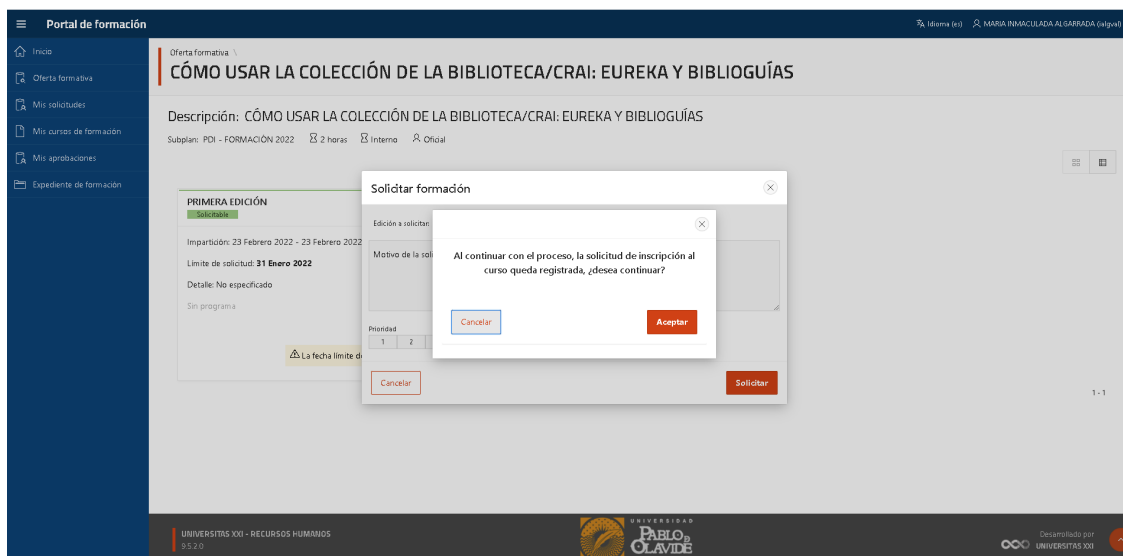 Portal de formación
Idioma (es)
MARIA INMACULADA ALGARRADA (ialgval)
Inicio
Oferta formativa
Mis solicitudes
Mis cursos de formación
Mis aprobaciones
Expediente de formación
Oferta formativa \
CÓMO USAR LA COLECCIÓN DE LA BIBLIOTECA/CRAI: EUREKA Y BIBLIOGUÍAS
Descripción: CÓMO USAR LA COLECCIÓN DE LA BIBLIOTECA/CRAI: EUREKA Y BIBLIOGUÍAS
Subplan: PDI - FORMACIÓN 2022 2 horas Interno Oficial
PRIMERA EDICIÓN
Solicitable
Impartición: 23 Febrero 2022 - 23 Febrero 2022
Límite de solicitud: 31 Enero 2022
Detalle: No especificado
Sin programa
La fecha límite d
Solicitar formación
Edición a solicitar:
Motivo de la soli
Prioridad
1 2
Cancelar
Solicitar
Al continuar con el proceso, la solicitud de inscripción al
curso queda registrada, ¿desea continuar?
Cancelar
Aceptar
1 - 1
UNIVERSITAS XXI - RECURSOS HUMANOS
9.5.2.0
UNIVERSIDAD
PABLO DE
OLAVIDE
Desarrollado por
UNIVERSITAS XXI